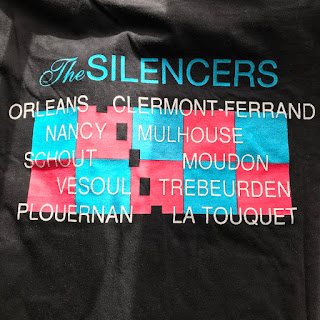 The SILENCERS
ORLEANS CLERMONT-FERRAND
NANCY MULHOUSE
SCHOUT MOUDON
VESOUL TREBEURDEN
PLOUERNAN LA TOUQUET